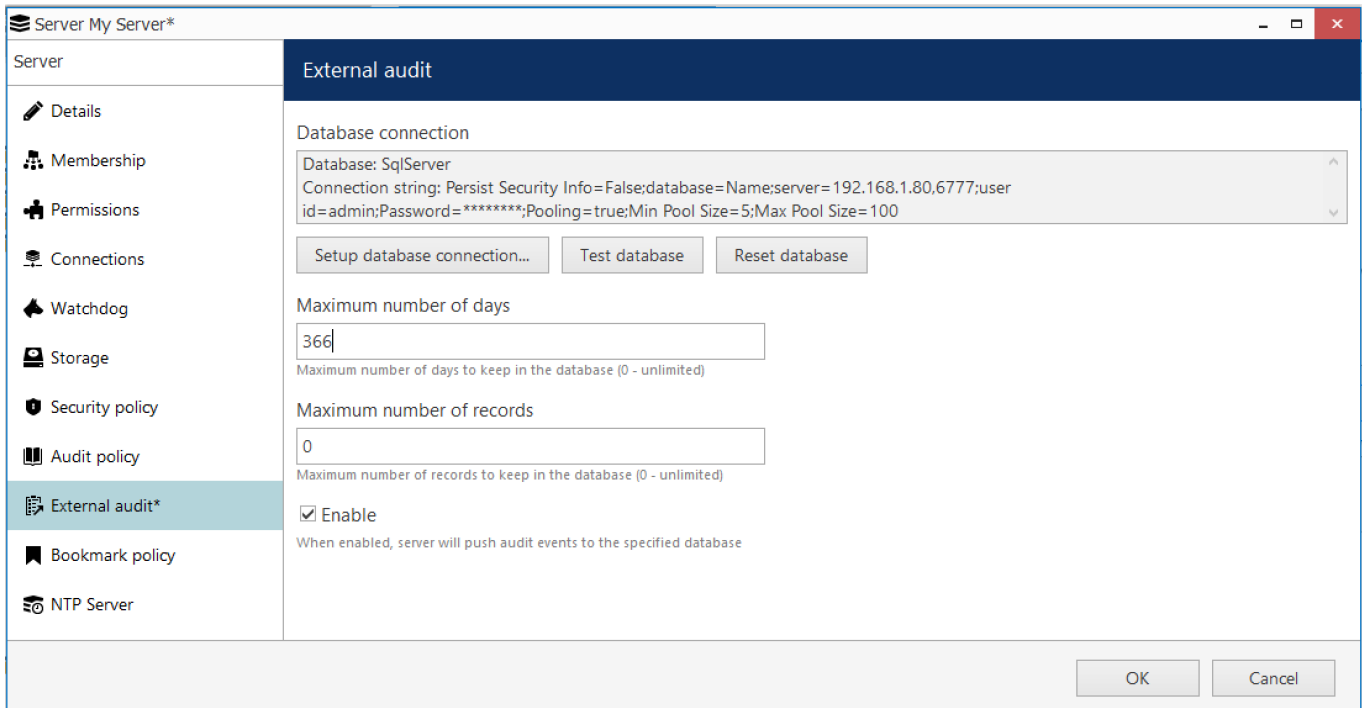 Server My Server*
Server
Details
Membership
Permissions
Connections
Watchdog
Storage
Security policy
Audit policy
External audit*
Bookmark policy
NTP Server
External audit
Database connection
Database: SqlServer
Connection string: Persist Security Info=False;database=Name;server=192.168.1.80,6777;user
id=admin;Password=********;Pooling=true;Min Pool Size=5;Max Pool Size=100
Setup database connection... Test database Reset database
Maximum number of days
366
Maximum number of days to keep in the database (0 - unlimited)
Maximum number of records
0
Maximum number of records to keep in the database (0 - unlimited)
Enable
When enabled, server will push audit events to the specified database
OK Cancel